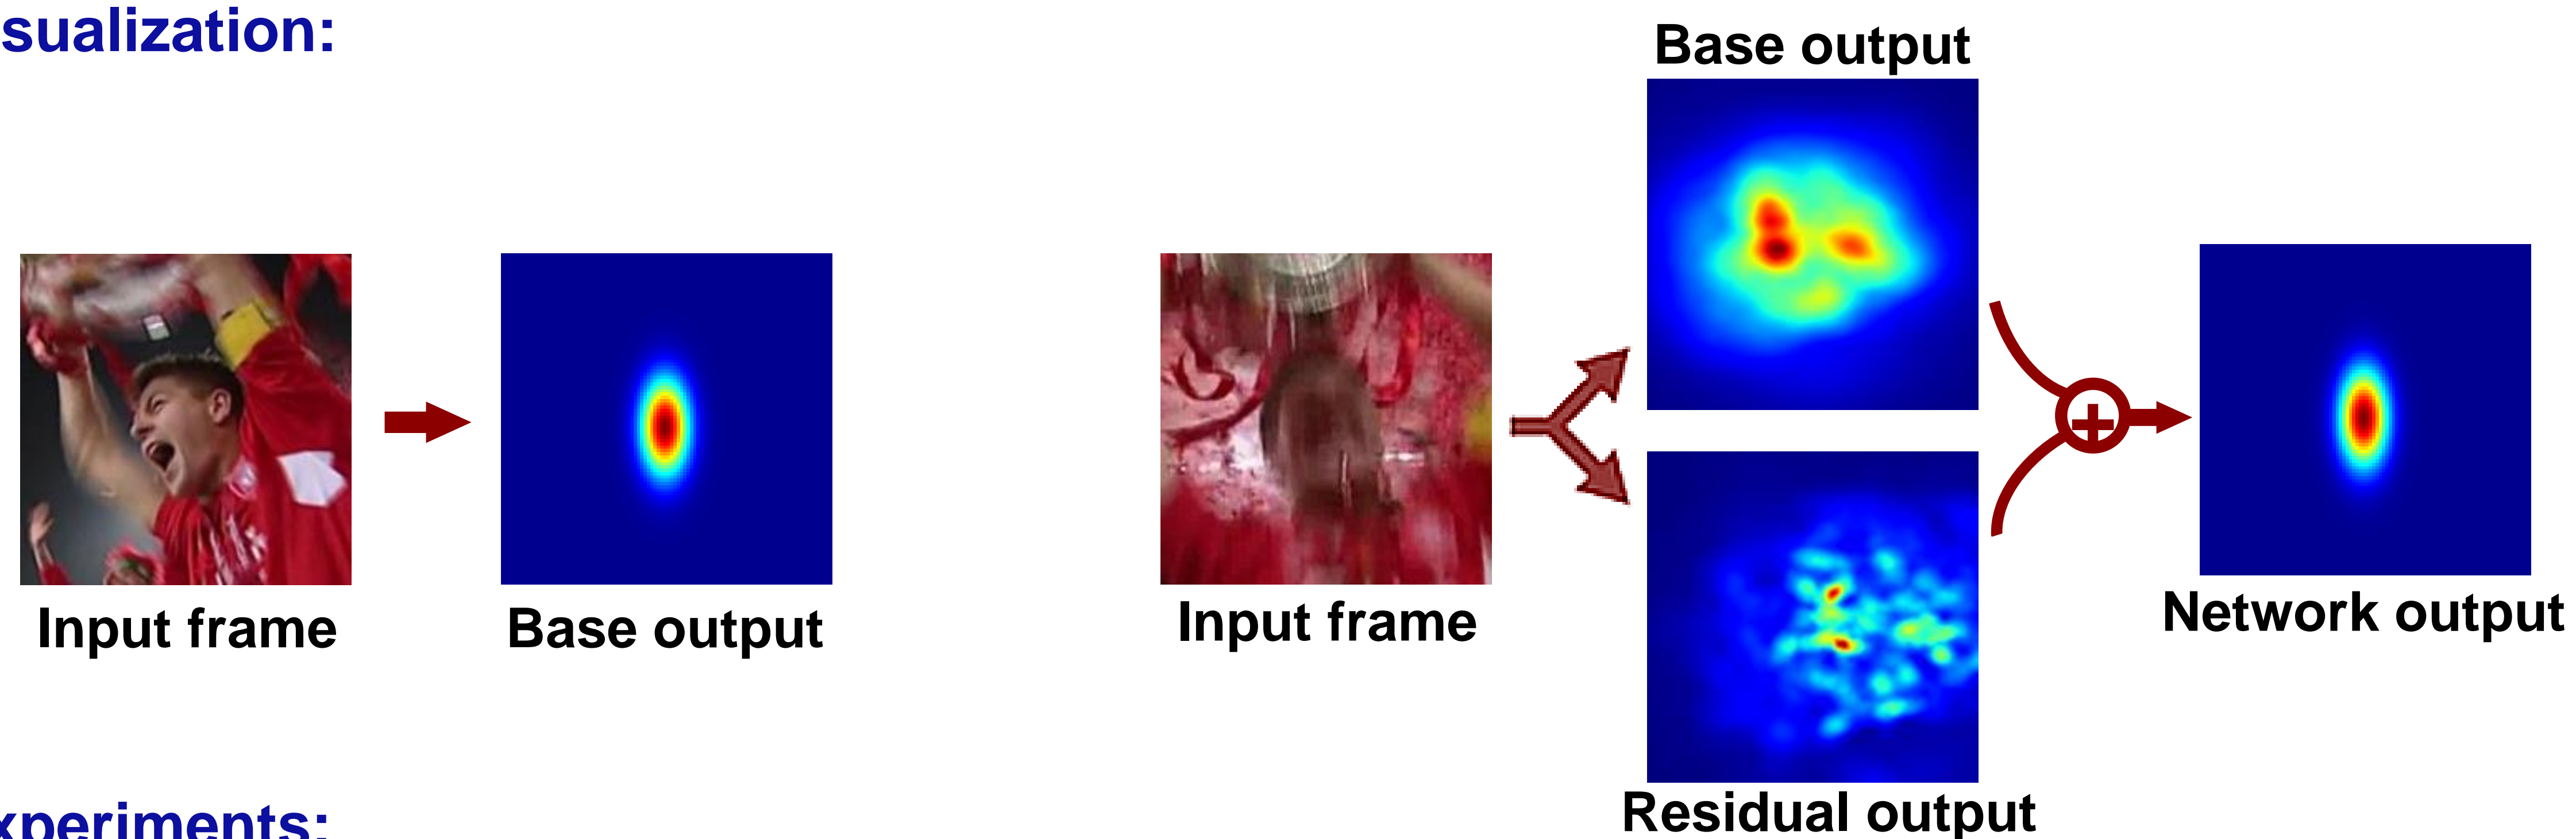 sualization:
Base output
Input frame
Base output
Input frame
Network output
Residual output
xperiments: